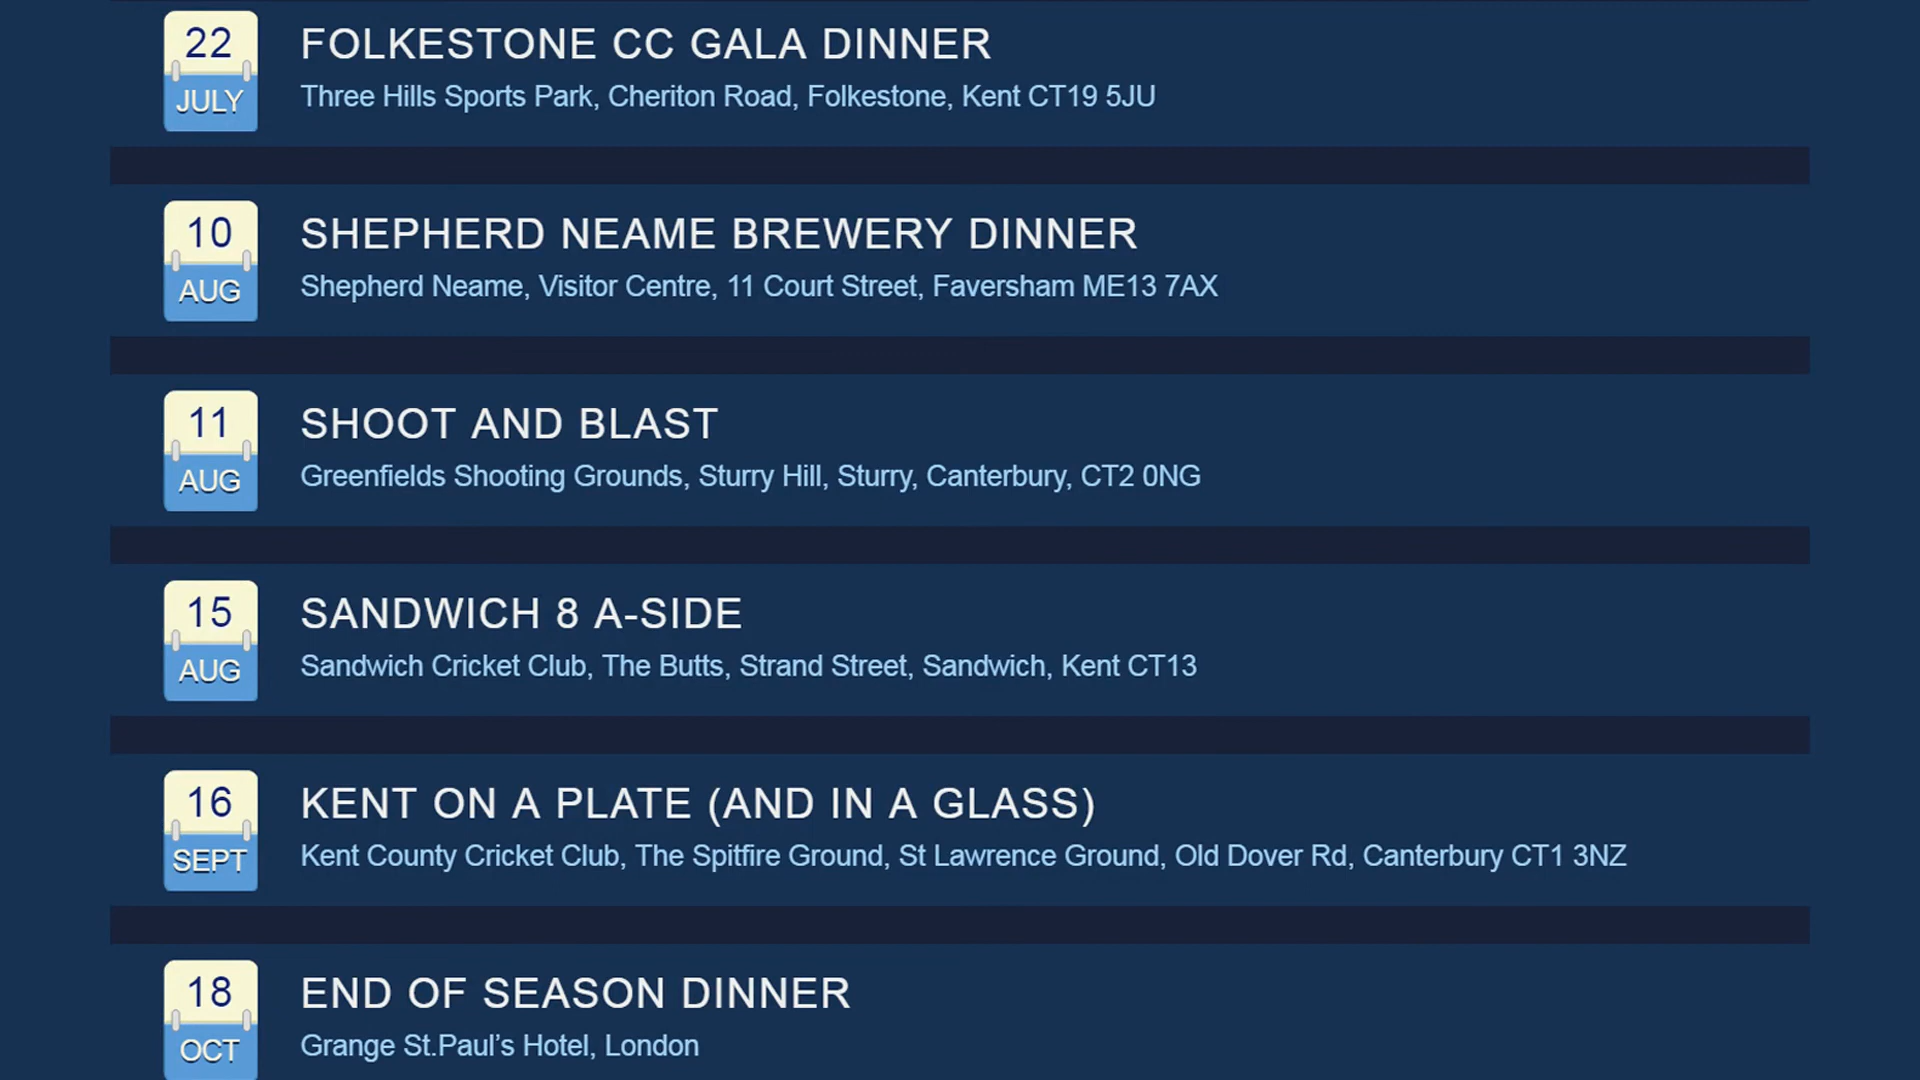 22
JULY
FOLKESTONE CC GALA DINNER
Three Hills Sports Park, Cheriton Road, Folkestone, Kent CT19 5JU
10
AUG
SHEPHERD NEAME BREWERY DINNER
Shepherd Neame, Visitor Centre, 11 Court Street, Faversham ME13 7AX
11
AUG
SHOOT AND BLAST
Greenfields Shooting Grounds, Sturry Hill, Sturry, Canterbury, CT2 0NG
15
AUG
SANDWICH 8 A-SIDE
Sandwich Cricket Club, The Butts, Strand Street, Sandwich, Kent CT13
16
SEPT
KENT ON A PLATE (AND IN A GLASS)
Kent County Cricket Club, The Spitfire Ground, St Lawrence Ground, Old Dover Rd, Canterbury CT1 3NZ
18
OCT
END OF SEASON DINNER
Grange St.Paul’s Hotel, London